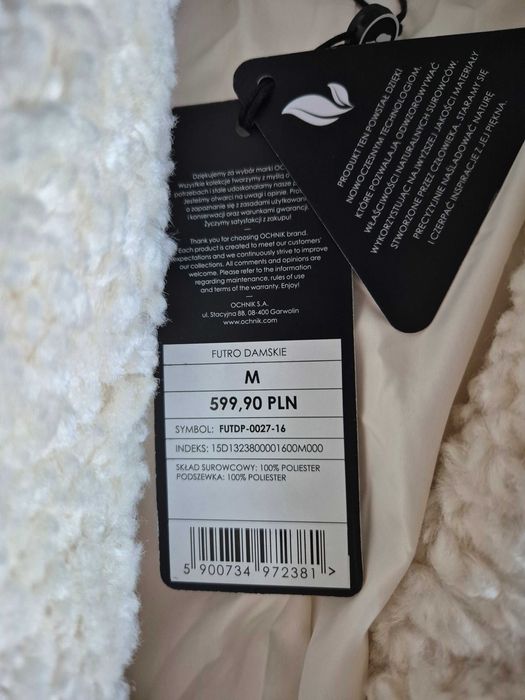 PRODUKT TEN POWSTAŁ DZIĘKI
NOWOCZESNYM TECHNOLOGIOM,
KTÓRE POZWALAJĄ ODWZOROWYWAĆ
WŁAŚCIWOŚCI NATURALNYCH SUROWCÓW.
WYKORZYSTUJĄC NAJWYŻSZEJ JAKOŚCI MATERIAŁY
STWORZONE PRZEZ CZŁOWIEKA, STARAMY SIĘ
PRECYZYJNIE NAŚLADOWAĆ NATURĘ
I CZERPAĆ INSPIRACJE Z JEJ PIĘKNA.
Dziękujemy za wybór marki OC
Wszystkie kolekcje tworzymy z myślą o
potrzebach i stale udoskonalamy nasze
Jesteśmy otwarci na uwagi i opinie. Pros
o zapoznanie się z zasadami użytkowani
i konserwacji oraz warunkami gwarancji
Życzymy satysfakcji z zakupu!
Thank you for choosing OCHNIK brand.
Each product is created to meet our customers'
expectations and we continuously strive to improve
our collections. All comments and opinions are
welcome. Please refer to the information
regarding maintenance, rules of use
and terms of the warranty. Enjoy!
OCHNIK S.A.
ul. Stacyjna 8B, 08-400 Garwolin
www.ochnik.com
FUTRO DAMSKIE
M
599,90 PLN
SYMBOL: FUTDP-0027-16
INDEKS: 15D1323800001600M000
SKŁAD SUROWCOWY: 100% POLIESTER
PODSZEWKA: 100% POLIESTER
5 900734 972381 >